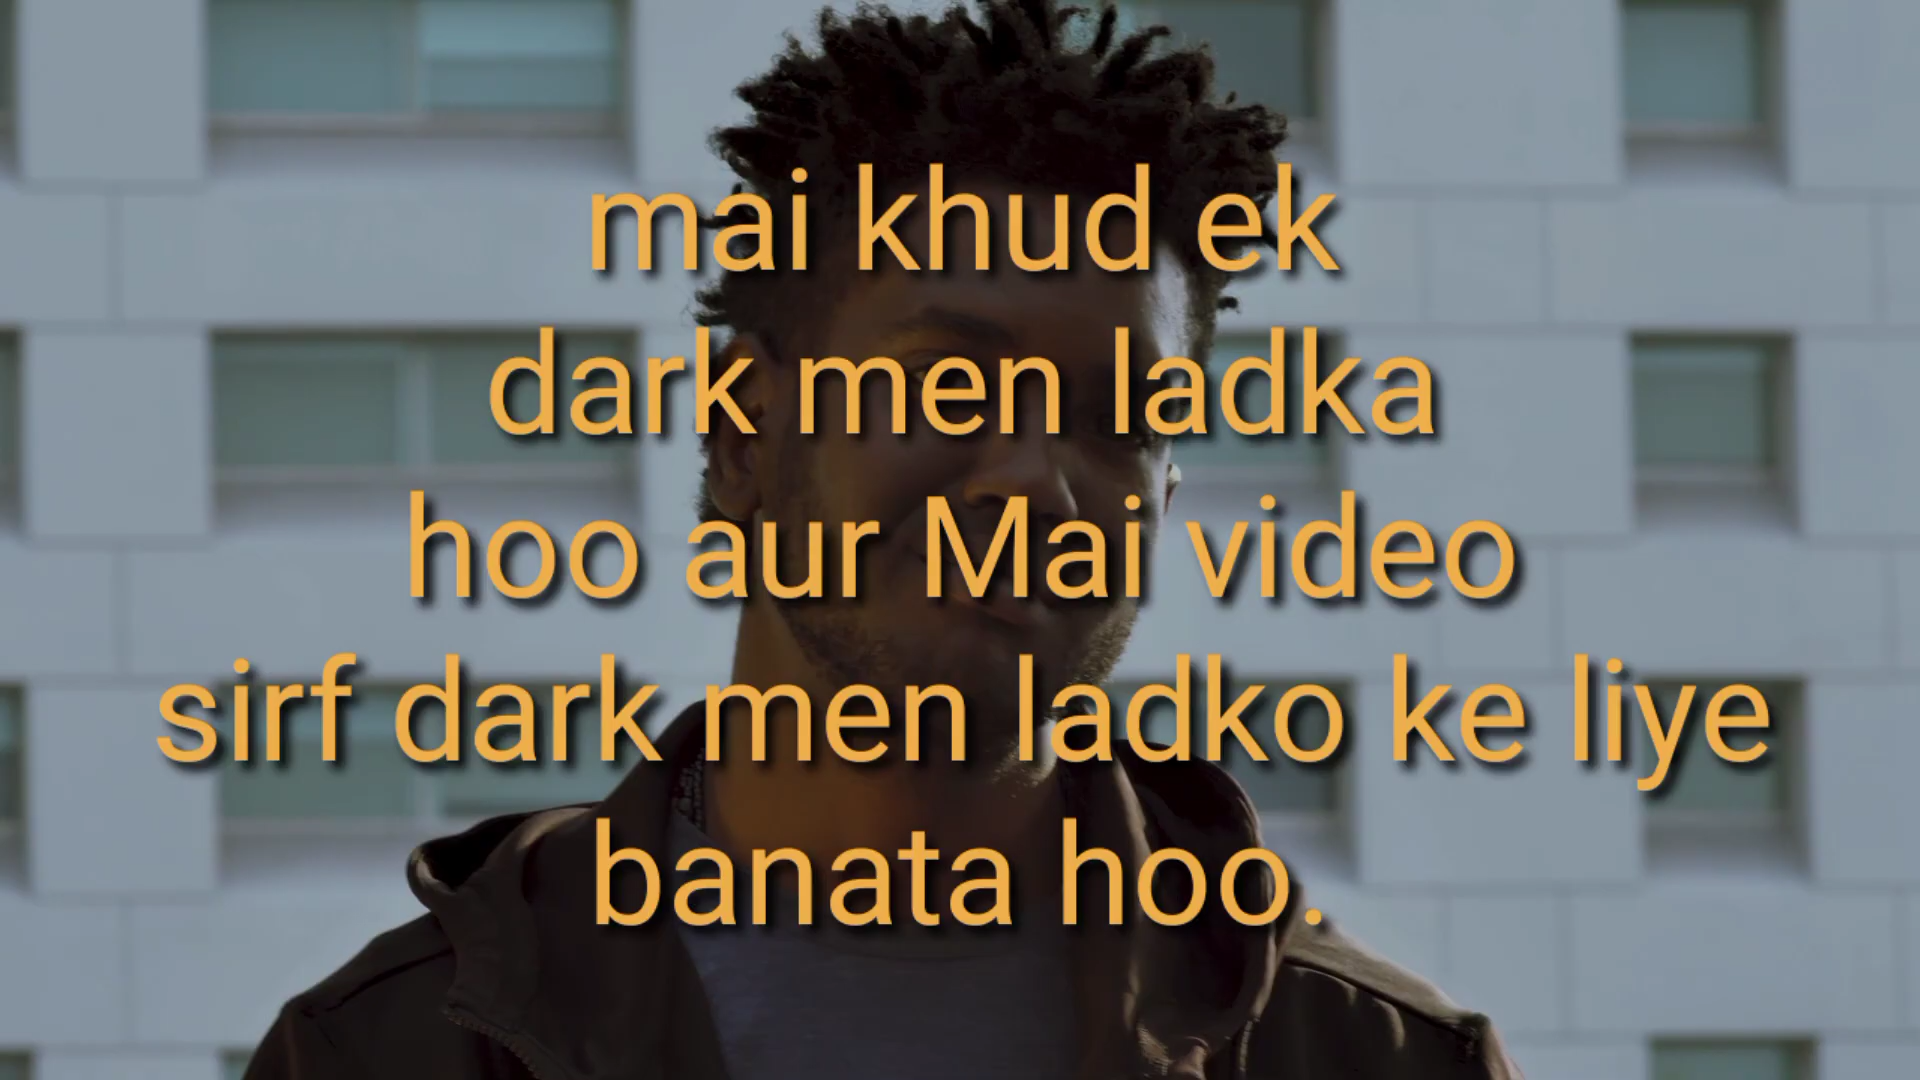 mai khud ek
dark men ladka
hoo aur Mai video
sirf dark men ladko ke liye
banata hoo.